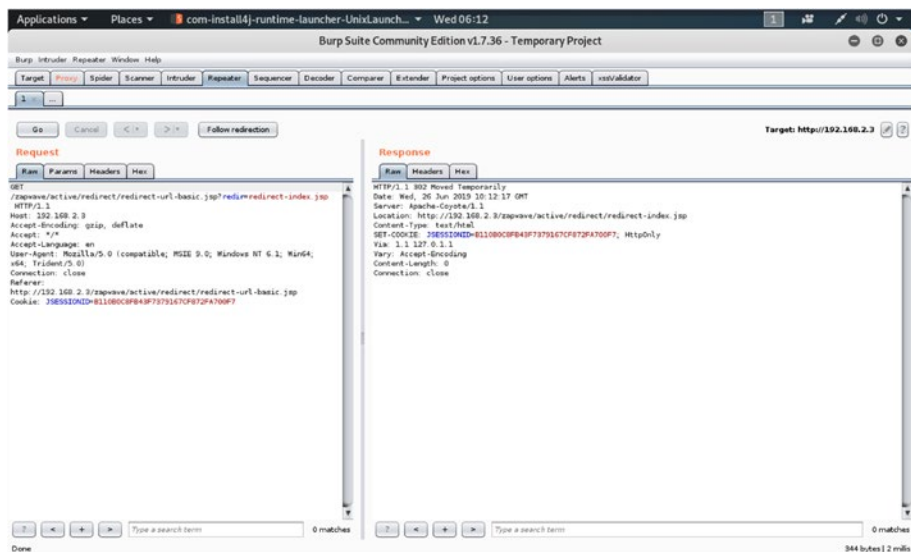 Applications Places com-install4j-runtime-launcher-UnixLaunch... Wed 06:12 1
Burp Suite Community Edition v1.7.36 - Temporary Project
Burp Intruder Repeater Window Help
Target Proxy Spider Scanner Intruder Repeater Sequencer Decoder Comparer Extender Project options User options Alerts xssValidator
1 × ...
Go Cancel < > Follow redirection Target: http://192.168.2.3 ?
Request
Raw Params Headers Hex
GET
/zapwave/active/redirect/redirect-url-basic.jsp?redir=redirect-index.jsp
HTTP/1.1
Host: 192.168.2.3
Accept-Encoding: gzip, deflate
Accept: */*
Accept-Language: en
User-Agent: Mozilla/5.0 (compatible; MSIE 9.0; Windows NT 6.1; Win64;
x64; Trident/5.0)
Connection: close
Referer:
http://192.168.2.3/zapwave/active/redirect/redirect-url-basic.jsp
Cookie: JSESSIONID=B110B0C8FB43F7379167CF872FA700F7
? < + > Type a search term 0 matches
Response
Raw Headers Hex
HTTP/1.1 302 Moved Temporarily
Date: Wed, 26 Jun 2019 10:12:17 GMT
Server: Apache-Coyote/1.1
Location: http://192.168.2.3/zapwave/active/redirect/redirect-index.jsp
Content-Type: text/html
SET-COOKIE: JSESSIONID=B110B0C8FB43F7379167CF872FA700F7; HttpOnly
Via: 1.1 127.0.1.1
Vary: Accept-Encoding
Content-Length: 0
Connection: close
? < + > Type a search term 0 matches
Done 344 bytes | 2 millis